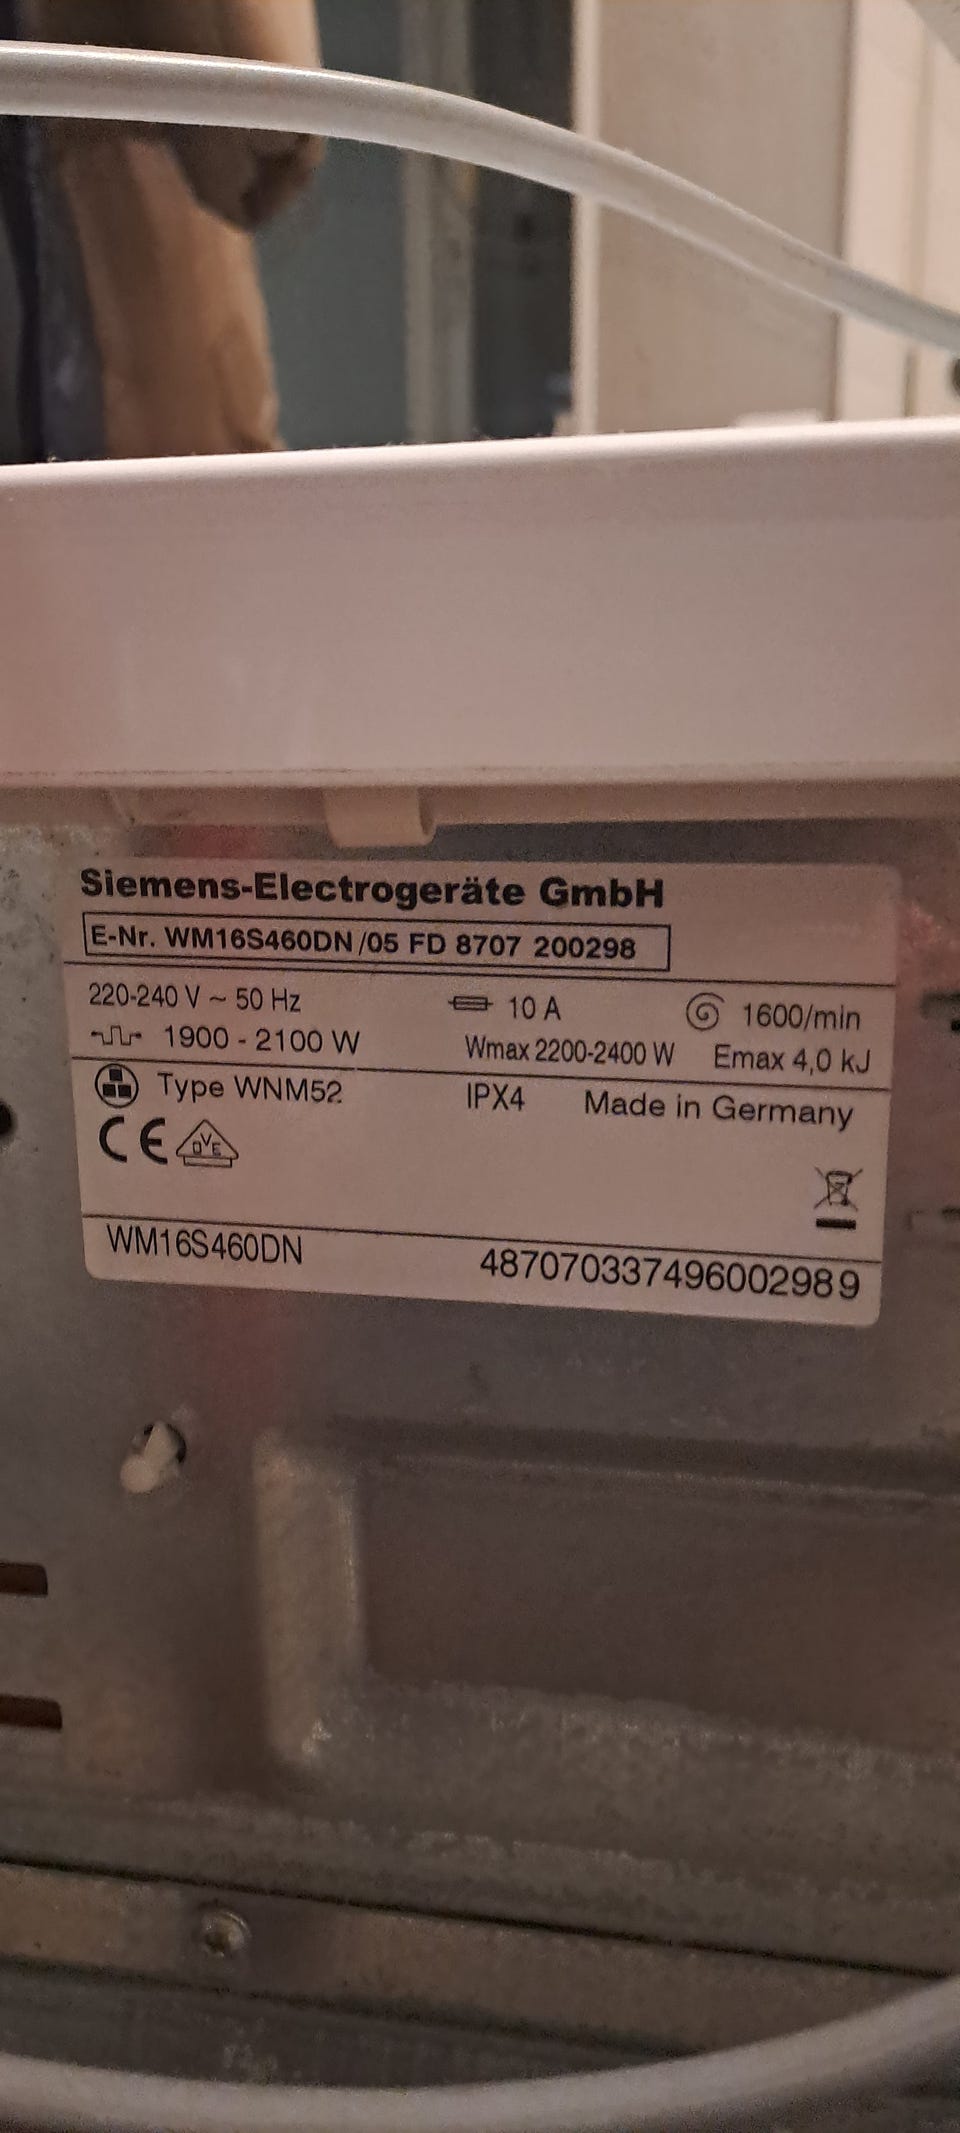 Siemens-Electrogeräte GmbH
E-Nr. WM16S460DN /05 FD 8707 200298
220-240 V ~ 50 Hz 10 A 1600/min
1900 - 2100 W Wmax 2200-2400 W Emax 4,0 kJ
Type WNM52 IPX4 Made in Germany
CE DVE
WM16S460DN 487070337496002989